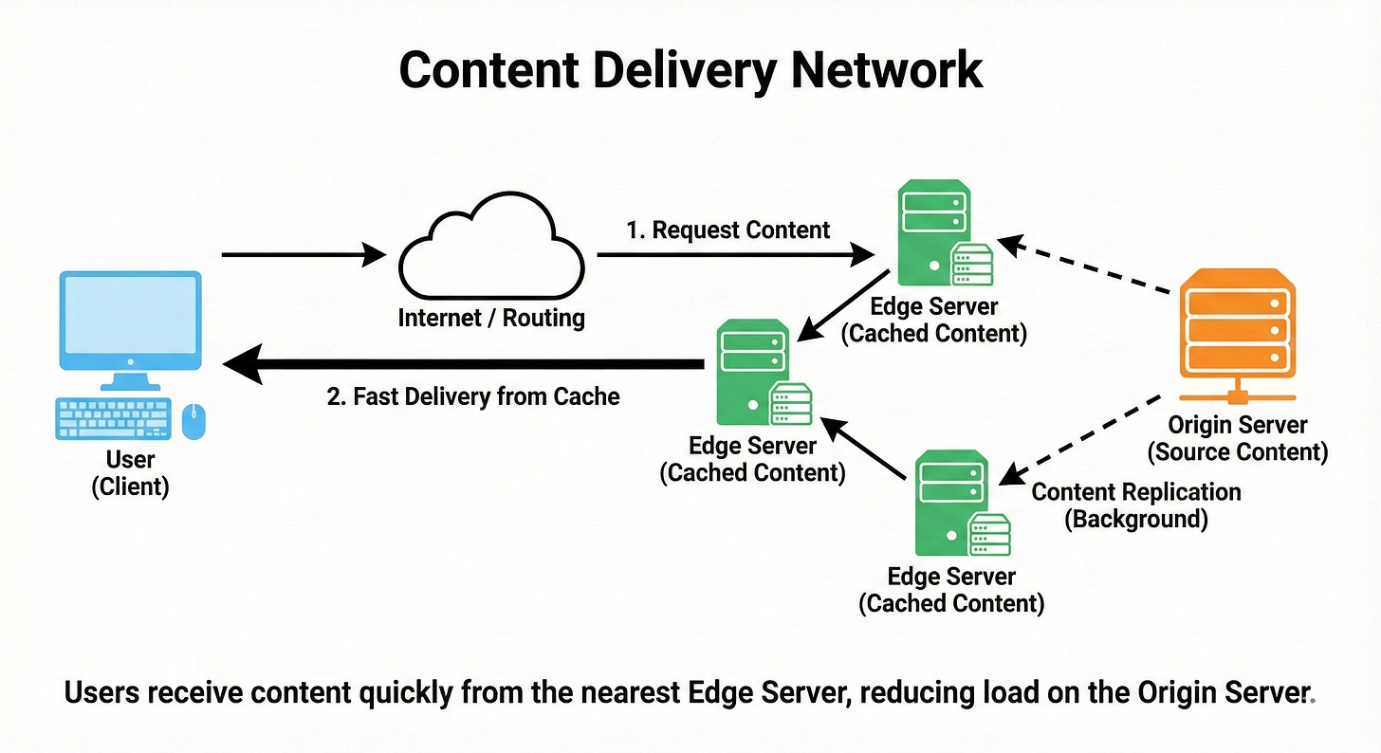 Content Delivery Network
1. Request Content
Internet / Routing
Edge Server
(Cached Content)
2. Fast Delivery from Cache
User
(Client)
Edge Server
(Cached Content)
Origin Server
(Source Content)
Content Replication
(Background)
Edge Server
(Cached Content)
Users receive content quickly from the nearest Edge Server, reducing load on the Origin Server.